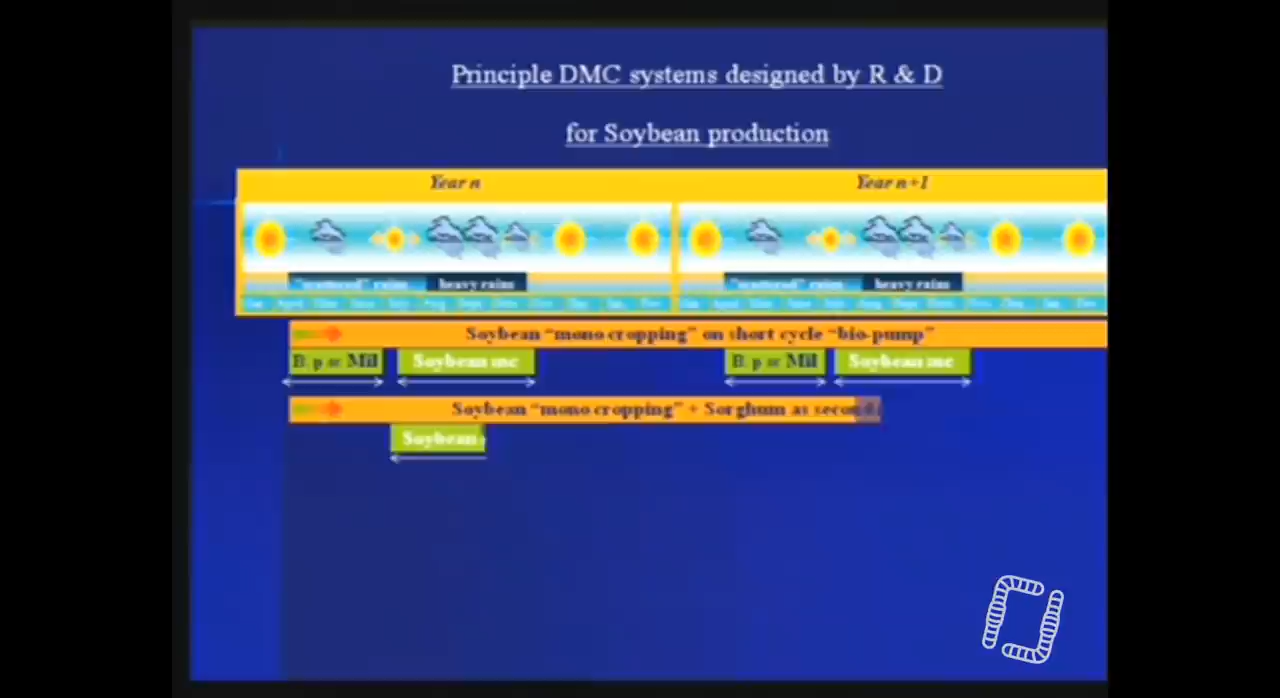 Principle DMC systems designed by R & D
for Soybean production
Year n
Year n+1
"scattered" rains
heavy rains
"scattered" rains
heavy rains
Soybean “mono cropping” on short cycle “bio-pump”
B. p or Mil
Soybean mc
B. p or Mil
Soybean mc
Soybean “mono cropping” + Sorghum as second
Soybean